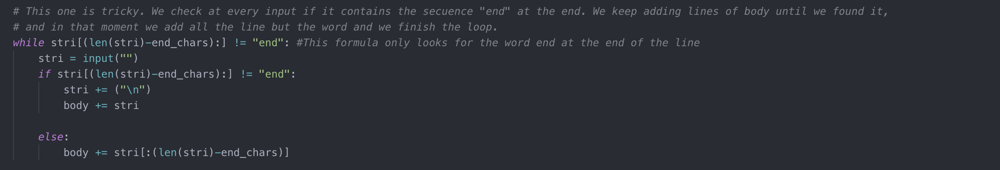 # This one is tricky. We check at every input if it contains the secuence "end" at the end. We keep adding lines of body until we found it,
# and in that moment we add all the line but the word and we finish the loop.
while stri[(len(stri)-end_chars):] != "end": #This formula only looks for the word end at the end of the line
    stri = input("")
    if stri[(len(stri)-end_chars):] != "end":
        stri += ("\n")
        body += stri
    else:
        body += stri[:(len(stri)-end_chars)]